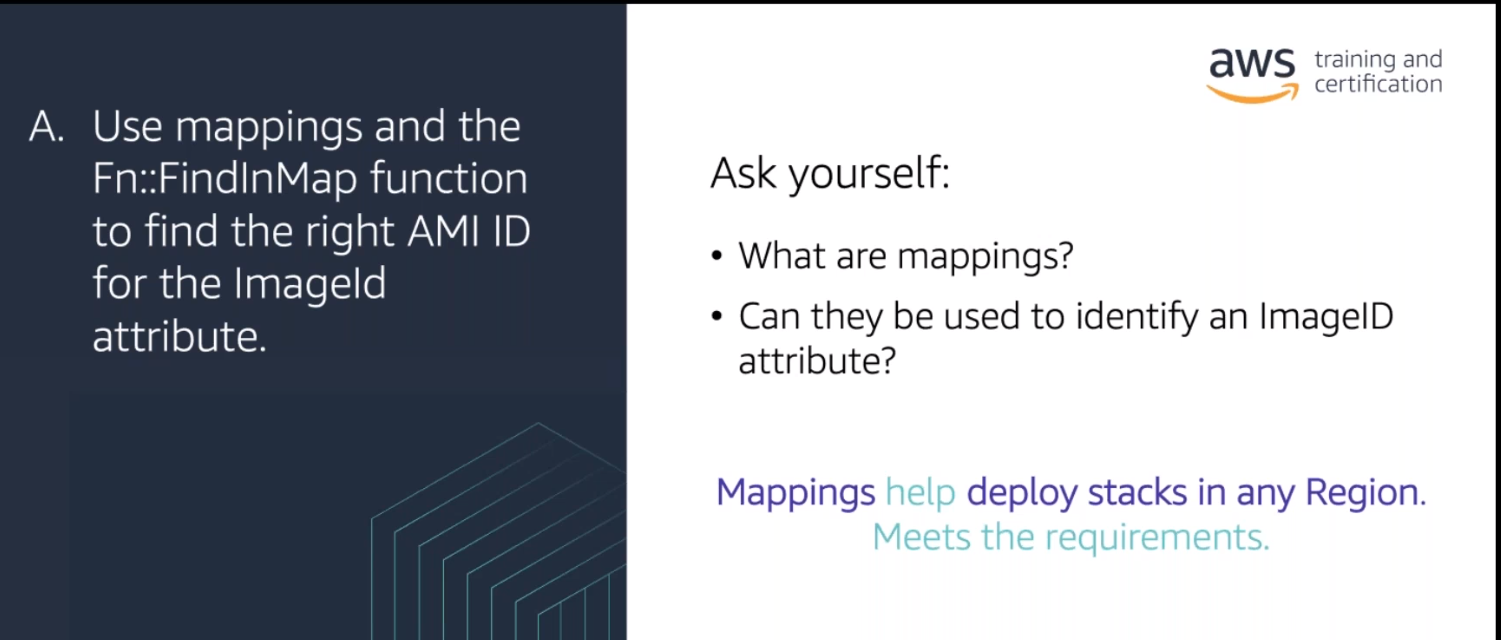 A. Use mappings and the
Fn::FindInMap function
to find the right AMI ID
for the ImageId
attribute.
aws training and
certification
Ask yourself:
• What are mappings?
• Can they be used to identify an ImageID
attribute?
Mappings help deploy stacks in any Region.
Meets the requirements.